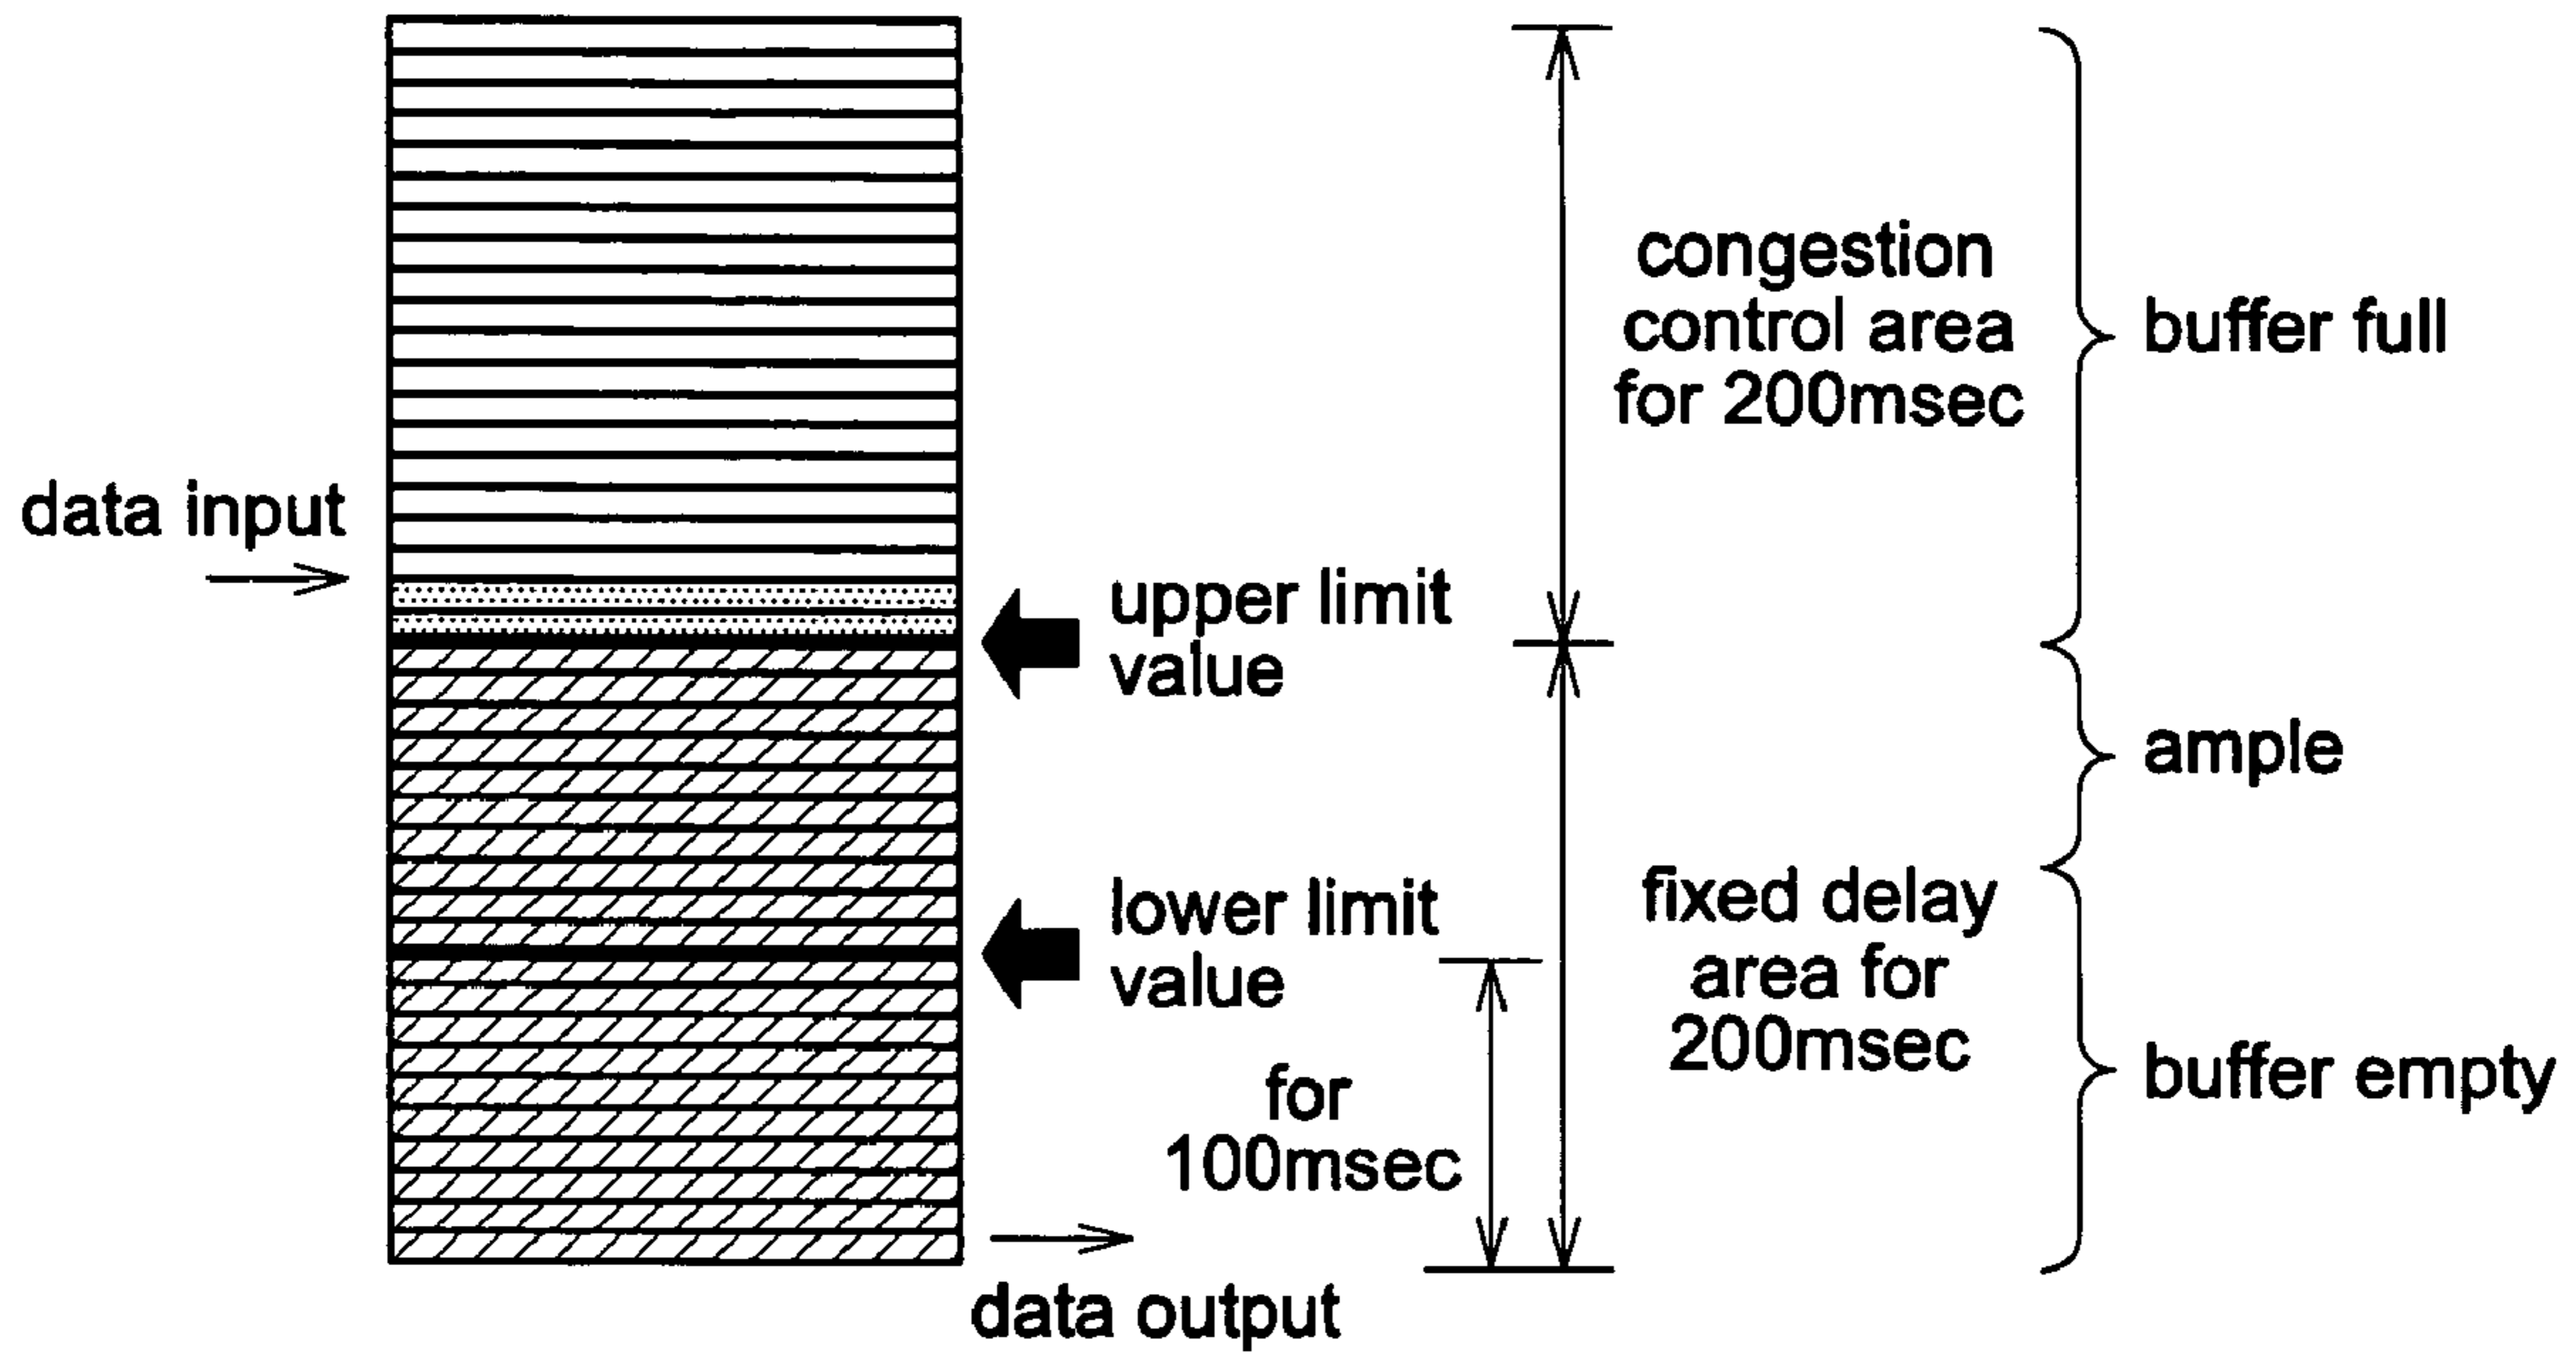 data input
upper limit
value
lower limit
value
for
100msec
data output
congestion
control area
for 200msec
fixed delay
area for
200msec
buffer full
ample
buffer empty